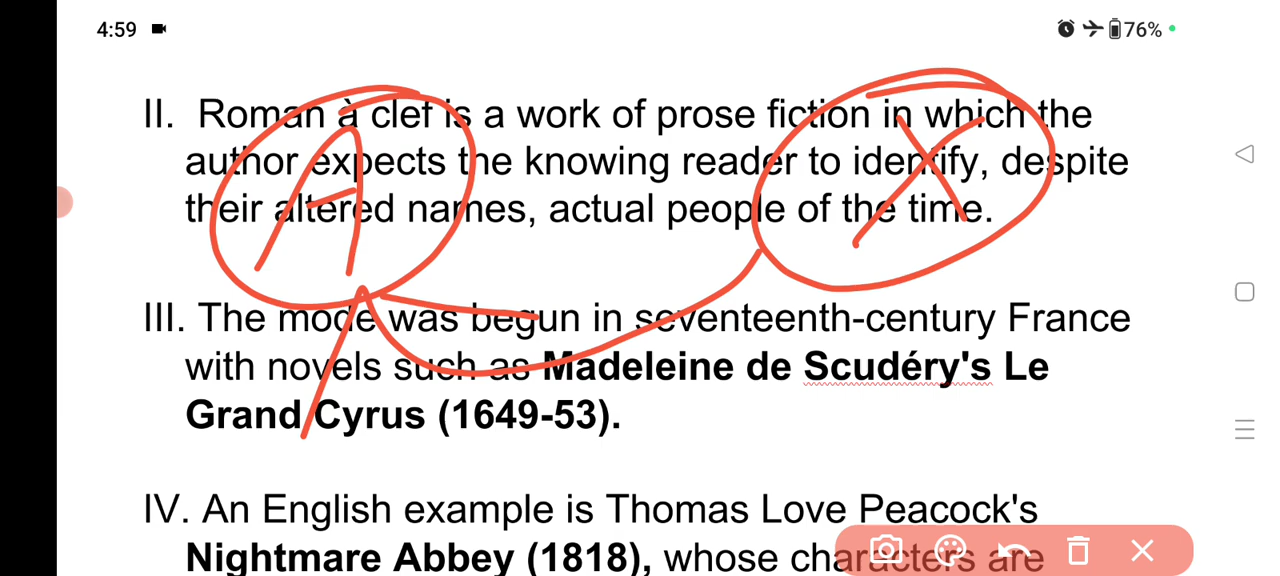 4:59 76%
II. Roman à clef is a work of prose fiction in which the
author expects the knowing reader to identify, despite
their altered names, actual people of the time.
A X
III. The mode was begun in seventeenth-century France
with novels such as Madeleine de Scudéry's Le
Grand Cyrus (1649-53).
IV. An English example is Thomas Love Peacock's
Nightmare Abbey (1818), whose characters are